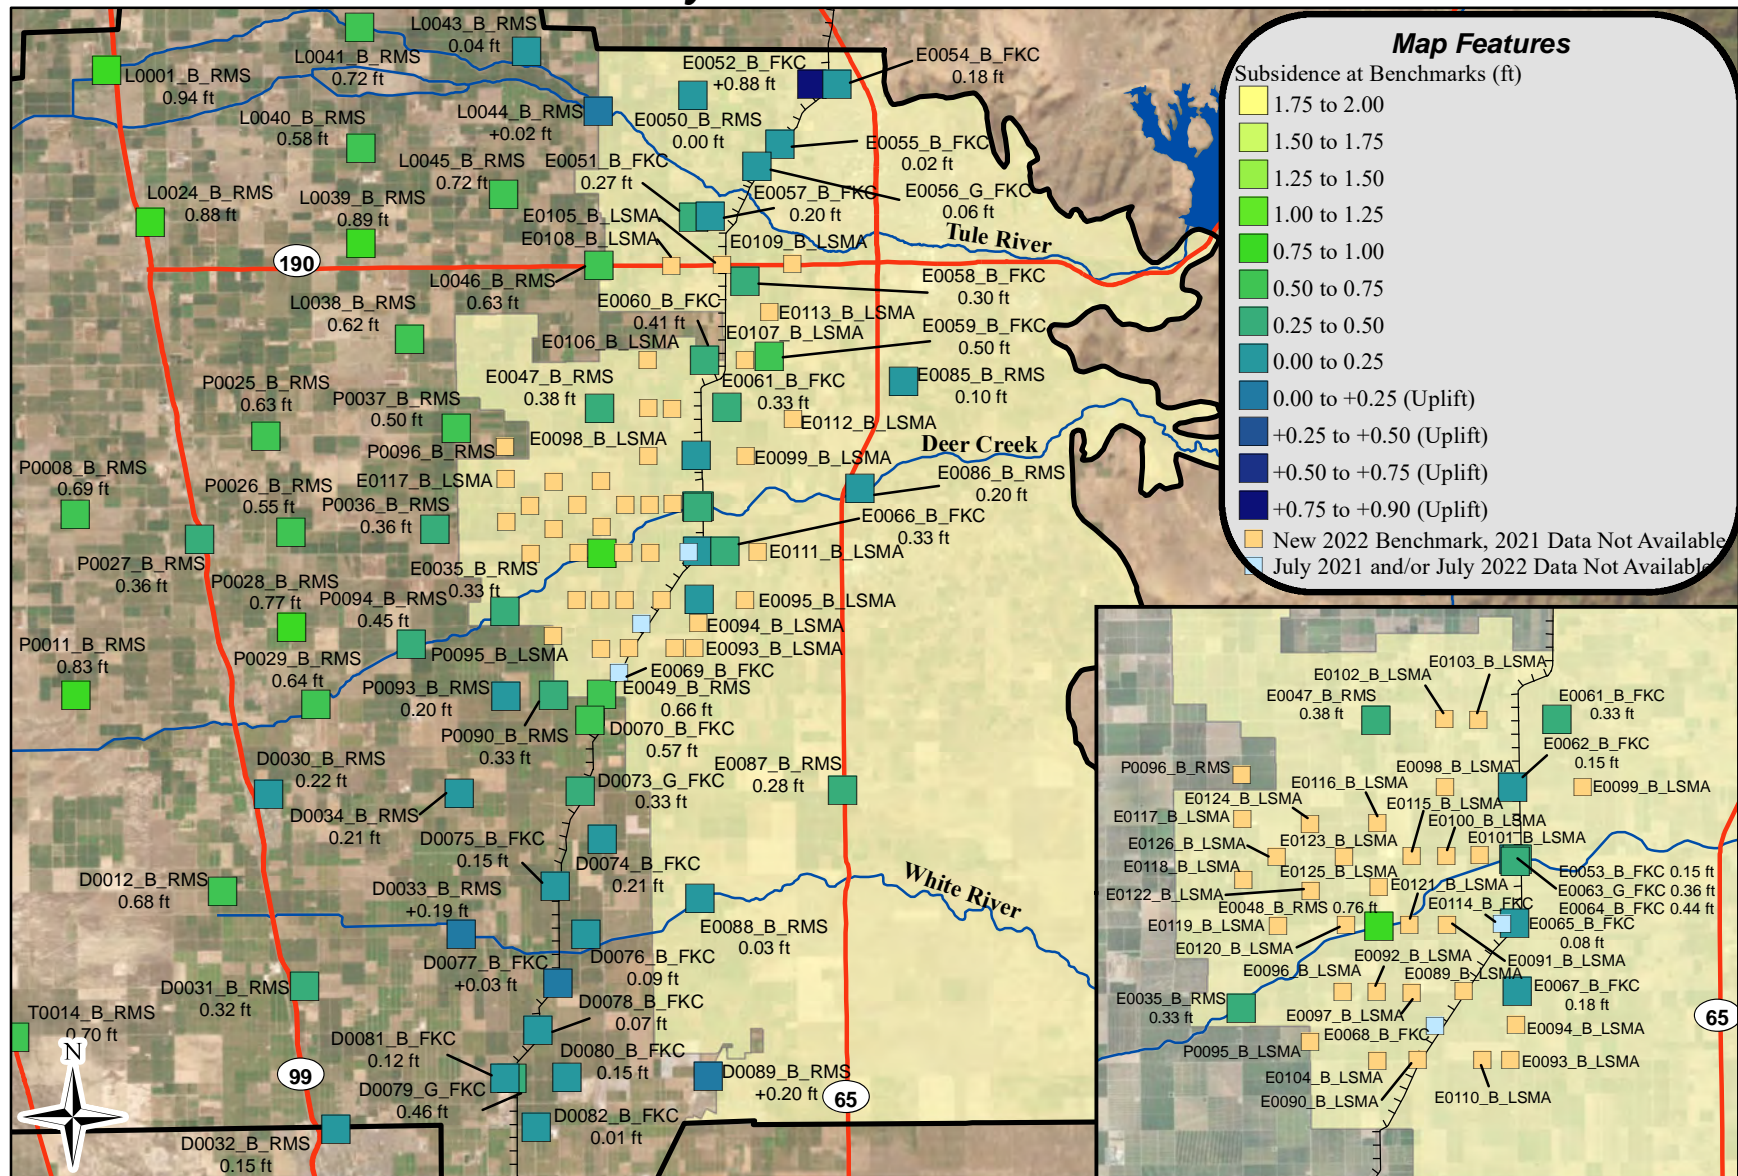 Map Features
Subsidence at Benchmarks (ft)
1.75 to 2.00
1.50 to 1.75
1.25 to 1.50
1.00 to 1.25
0.75 to 1.00
0.50 to 0.75
0.25 to 0.50
0.00 to 0.25
0.00 to +0.25 (Uplift)
+0.25 to +0.50 (Uplift)
+0.50 to +0.75 (Uplift)
+0.75 to +0.90 (Uplift)
New 2022 Benchmark, 2021 Data Not Available
July 2021 and/or July 2022 Data Not Available
L0043_B_RMS
0.04 ft
L0041_B_RMS
0.72 ft
L0001_B_RMS
0.94 ft
E0052_B_FKC
+0.88 ft
E0054_B_FKC
0.18 ft
L0044_B_RMS
+0.02 ft
L0040_B_RMS
0.58 ft
E0050_B_RMS
0.00 ft
E0055_B_FKC
0.02 ft
L0045_B_RMS
0.72 ft
E0051_B_FKC
0.27 ft
L0024_B_RMS
0.88 ft
L0039_B_RMS
0.89 ft
E0057_B_FKC
0.20 ft
E0056_G_FKC
0.06 ft
E0105_B_LSMA
E0108_B_LSMA
E0109_B_LSMA
Tule River
190
L0046_B_RMS
0.63 ft
E0058_B_FKC
0.30 ft
L0038_B_RMS
0.62 ft
E0060_B_FKC
0.41 ft
E0113_B_LSMA
E0107_B_LSMA
E0059_B_FKC
0.50 ft
E0106_B_LSMA
E0047_B_RMS
0.38 ft
E0061_B_FKC
0.33 ft
E0085_B_RMS
0.10 ft
P0025_B_RMS
0.63 ft
P0037_B_RMS
0.50 ft
E0112_B_LSMA
P0096_B_RMS
E0098_B_LSMA
Deer Creek
E0099_B_LSMA
P0008_B_RMS
0.69 ft
P0026_B_RMS
0.55 ft
E0117_B_LSMA
P0036_B_RMS
0.36 ft
E0086_B_RMS
0.20 ft
E0066_B_FKC
0.33 ft
P0027_B_RMS
0.36 ft
E0111_B_LSMA
P0028_B_RMS
0.77 ft
E0035_B_RMS
0.33 ft
P0094_B_RMS
0.45 ft
E0095_B_LSMA
E0094_B_LSMA
P0011_B_RMS
0.83 ft
P0029_B_RMS
0.64 ft
P0095_B_LSMA
E0093_B_LSMA
E0069_B_FKC
P0093_B_RMS
0.20 ft
E0049_B_RMS
0.66 ft
P0090_B_RMS
0.33 ft
D0070_B_FKC
0.57 ft
D0030_B_RMS
0.22 ft
D0073_G_FKC
0.33 ft
E0087_B_RMS
0.28 ft
D0034_B_RMS
0.21 ft
D0075_B_FKC
0.15 ft
D0074_B_FKC
0.21 ft
D0012_B_RMS
0.68 ft
D0033_B_RMS
+0.19 ft
White River
E0088_B_RMS
0.03 ft
D0077_B_FKC
+0.03 ft
D0076_B_FKC
0.09 ft
D0031_B_RMS
0.32 ft
D0078_B_FKC
0.07 ft
T0014_B_RMS
0.70 ft
D0081_B_FKC
0.12 ft
D0080_B_FKC
0.15 ft
D0079_G_FKC
0.46 ft
D0089_B_RMS
+0.20 ft
99
65
N
D0082_B_FKC
0.01 ft
D0032_B_RMS
0.15 ft
E0103_B_LSMA
E0102_B_LSMA
E0047_B_RMS
0.38 ft
E0061_B_FKC
0.33 ft
E0062_B_FKC
0.15 ft
P0096_B_RMS
E0098_B_LSMA
E0116_B_LSMA
E0099_B_LSMA
E0124_B_LSMA
E0115_B_LSMA
E0117_B_LSMA
E0100_B_LSMA
E0123_B_LSMA
E0101_B_LSMA
E0126_B_LSMA
E0118_B_LSMA
E0125_B_LSMA
E0053_B_FKC 0.15 ft
E0063_G_FKC 0.36 ft
E0064_B_FKC 0.44 ft
E0122_B_LSMA
E0121_B_LSMA
E0048_B_RMS 0.76 ft
E0114_B_FKC
E0119_B_LSMA
E0065_B_FKC
0.08 ft
E0120_B_LSMA
E0091_B_LSMA
E0092_B_LSMA
E0096_B_LSMA
E0089_B_LSMA
E0067_B_FKC
0.18 ft
E0035_B_RMS
0.33 ft
E0097_B_LSMA
E0068_B_FKC
E0094_B_LSMA
65
P0095_B_LSMA
E0093_B_LSMA
E0104_B_LSMA
E0090_B_LSMA
E0110_B_LSMA